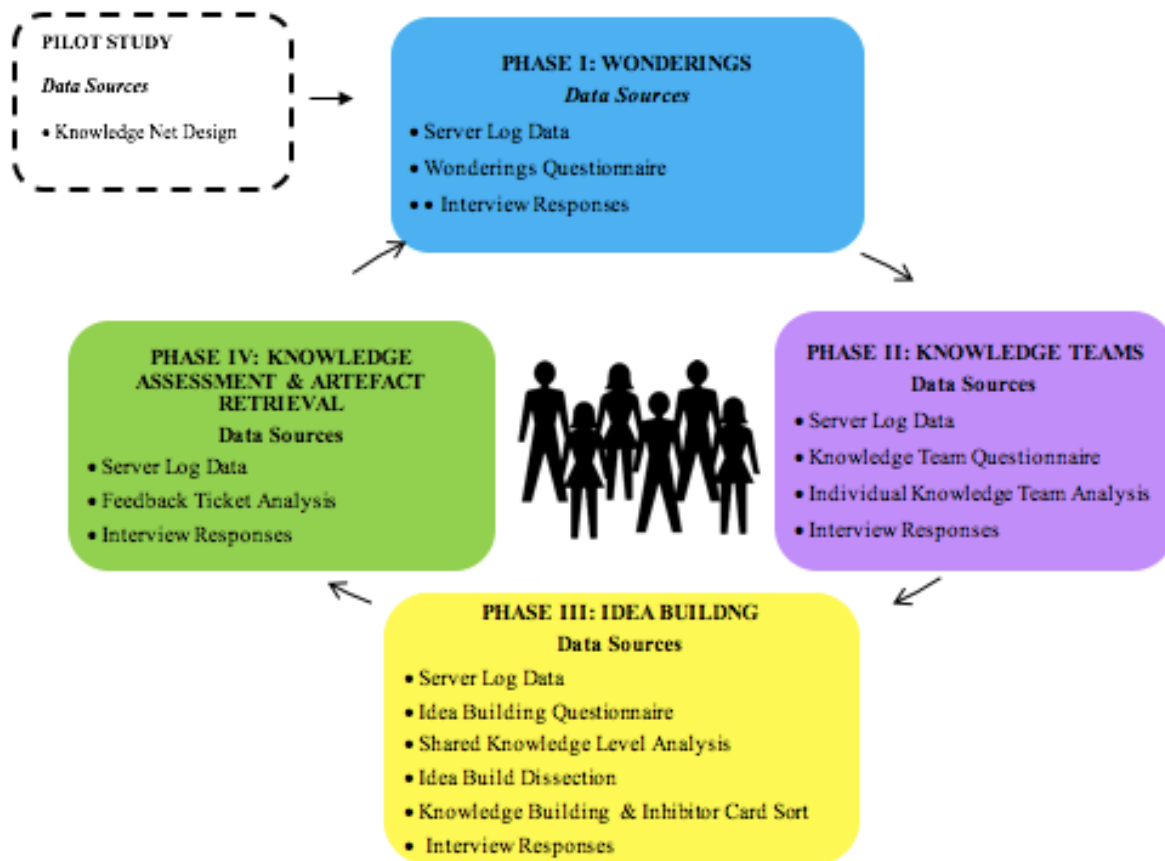 PILOT STUDY
Data Sources
• Knowledge Net Design
PHASE I: WONDERINGS
Data Sources
• Server Log Data
• Wonderings Questionnaire
• • Interview Responses
PHASE II: KNOWLEDGE TEAMS
Data Sources
• Server Log Data
• Knowledge Team Questionnaire
• Individual Knowledge Team Analysis
• Interview Responses
PHASE III: IDEA BUILDNG
Data Sources
• Server Log Data
• Idea Building Questionnaire
• Shared Knowledge Level Analysis
• Idea Build Dissection
• Knowledge Building & Inhibitor Card Sort
• Interview Responses
PHASE IV: KNOWLEDGE
ASSESSMENT & ARTEFACT
RETRIEVAL
Data Sources
• Server Log Data
• Feedback Ticket Analysis
• Interview Responses